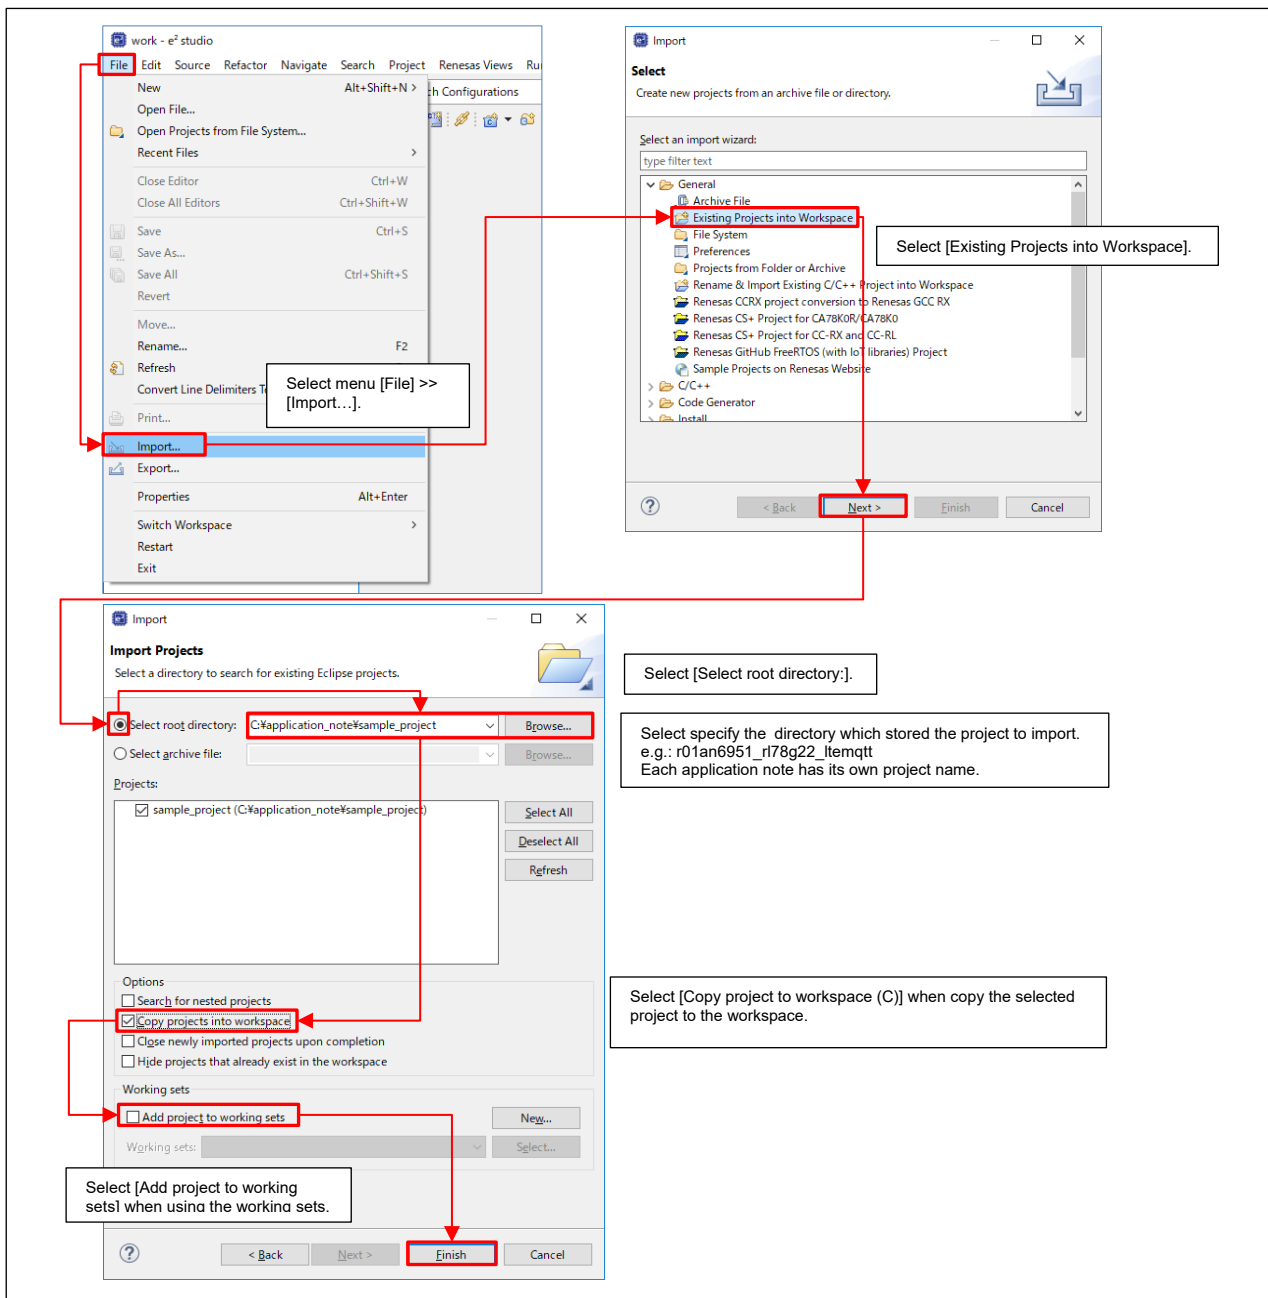 work - e² studio
File Edit Source Refactor Navigate Search Project Renesas Views Ru
New Alt+Shift+N >
ch Configurations
Open File...
Open Projects from File System...
Recent Files >
Close Editor Ctrl+W
Close All Editors Ctrl+Shift+W
Save Ctrl+S
Save As...
Save All Ctrl+Shift+S
Revert
Move...
Rename... F2
Refresh
Convert Line Delimiters T
Print...
Import...
Export...
Properties Alt+Enter
Switch Workspace >
Restart
Exit
Select menu [File] >>
[Import…].
Import
Select
Create new projects from an archive file or directory.
Select an import wizard:
type filter text
General
Archive File
Existing Projects into Workspace
File System
Preferences
Projects from Folder or Archive
Rename & Import Existing C/C++ Project into Workspace
Renesas CCRX project conversion to Renesas GCC RX
Renesas CS+ Project for CA78K0R/CA78K0
Renesas CS+ Project for CC-RX and CC-RL
Renesas GitHub FreeRTOS (with IoT libraries) Project
Sample Projects on Renesas Website
C/C++
Code Generator
Install
< Back Next > Finish Cancel
Select [Existing Projects into Workspace].
Import
Import Projects
Select a directory to search for existing Eclipse projects.
Select root directory: C:¥application_note¥sample_project Browse...
Select archive file: Browse...
Projects:
sample_project (C:¥application_note¥sample_project)
Select All
Deselect All
Refresh
Options
Search for nested projects
Copy projects into workspace
Close newly imported projects upon completion
Hide projects that already exist in the workspace
Working sets
Add project to working sets New...
Working sets: Select...
< Back Next > Finish Cancel
Select [Select root directory:].
Select specify the  directory which stored the project to import.
e.g.: r01an6951_rl78g22_ltemqtt
Each application note has its own project name.
Select [Copy project to workspace (C)] when copy the selected
project to the workspace.
Select [Add project to working
sets] when using the working sets.